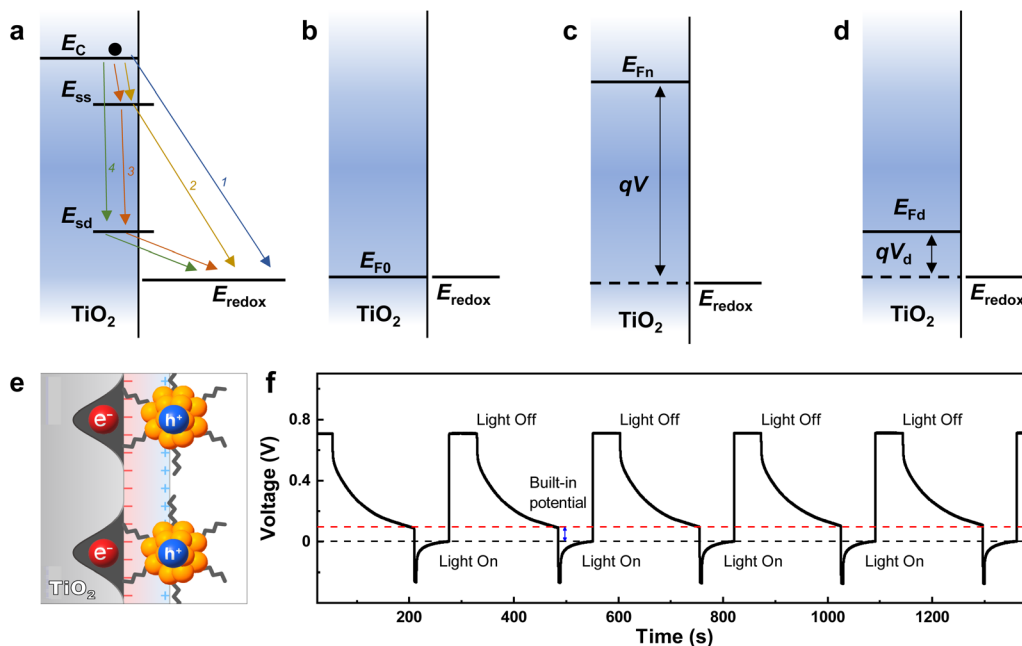 a
E_C
E_ss
4
3
2
1
E_sd
E_redox
TiO₂
b
E_F0
E_redox
TiO₂
c
E_Fn
qV
E_redox
TiO₂
d
E_Fd
qV_d
E_redox
TiO₂
e
e⁻
h⁺
e⁻
h⁺
TiO₂
f
Light Off
Light Off
Light Off
Light Off
Built-in
potential
Light On
Light On
Light On
Light On
0.8
0.4
0
Voltage (V)
200
400
600
800
1000
1200
Time (s)